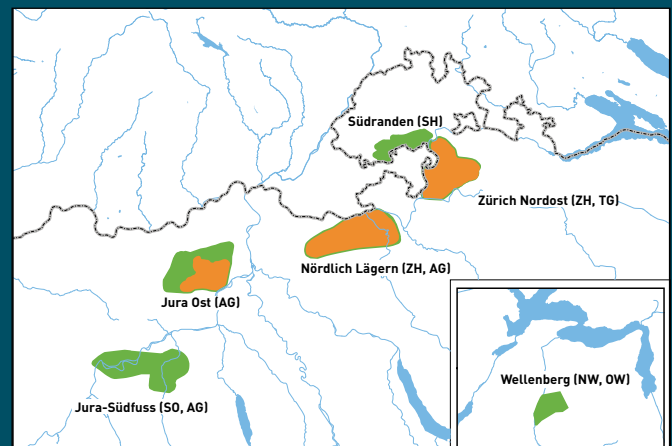 Südranden (SH)
Zürich Nordost (ZH, TG)
Nördlich Lägern (ZH, AG)
Jura Ost (AG)
Wellenberg (NW, OW)
Jura-Südfuss (SO, AG)